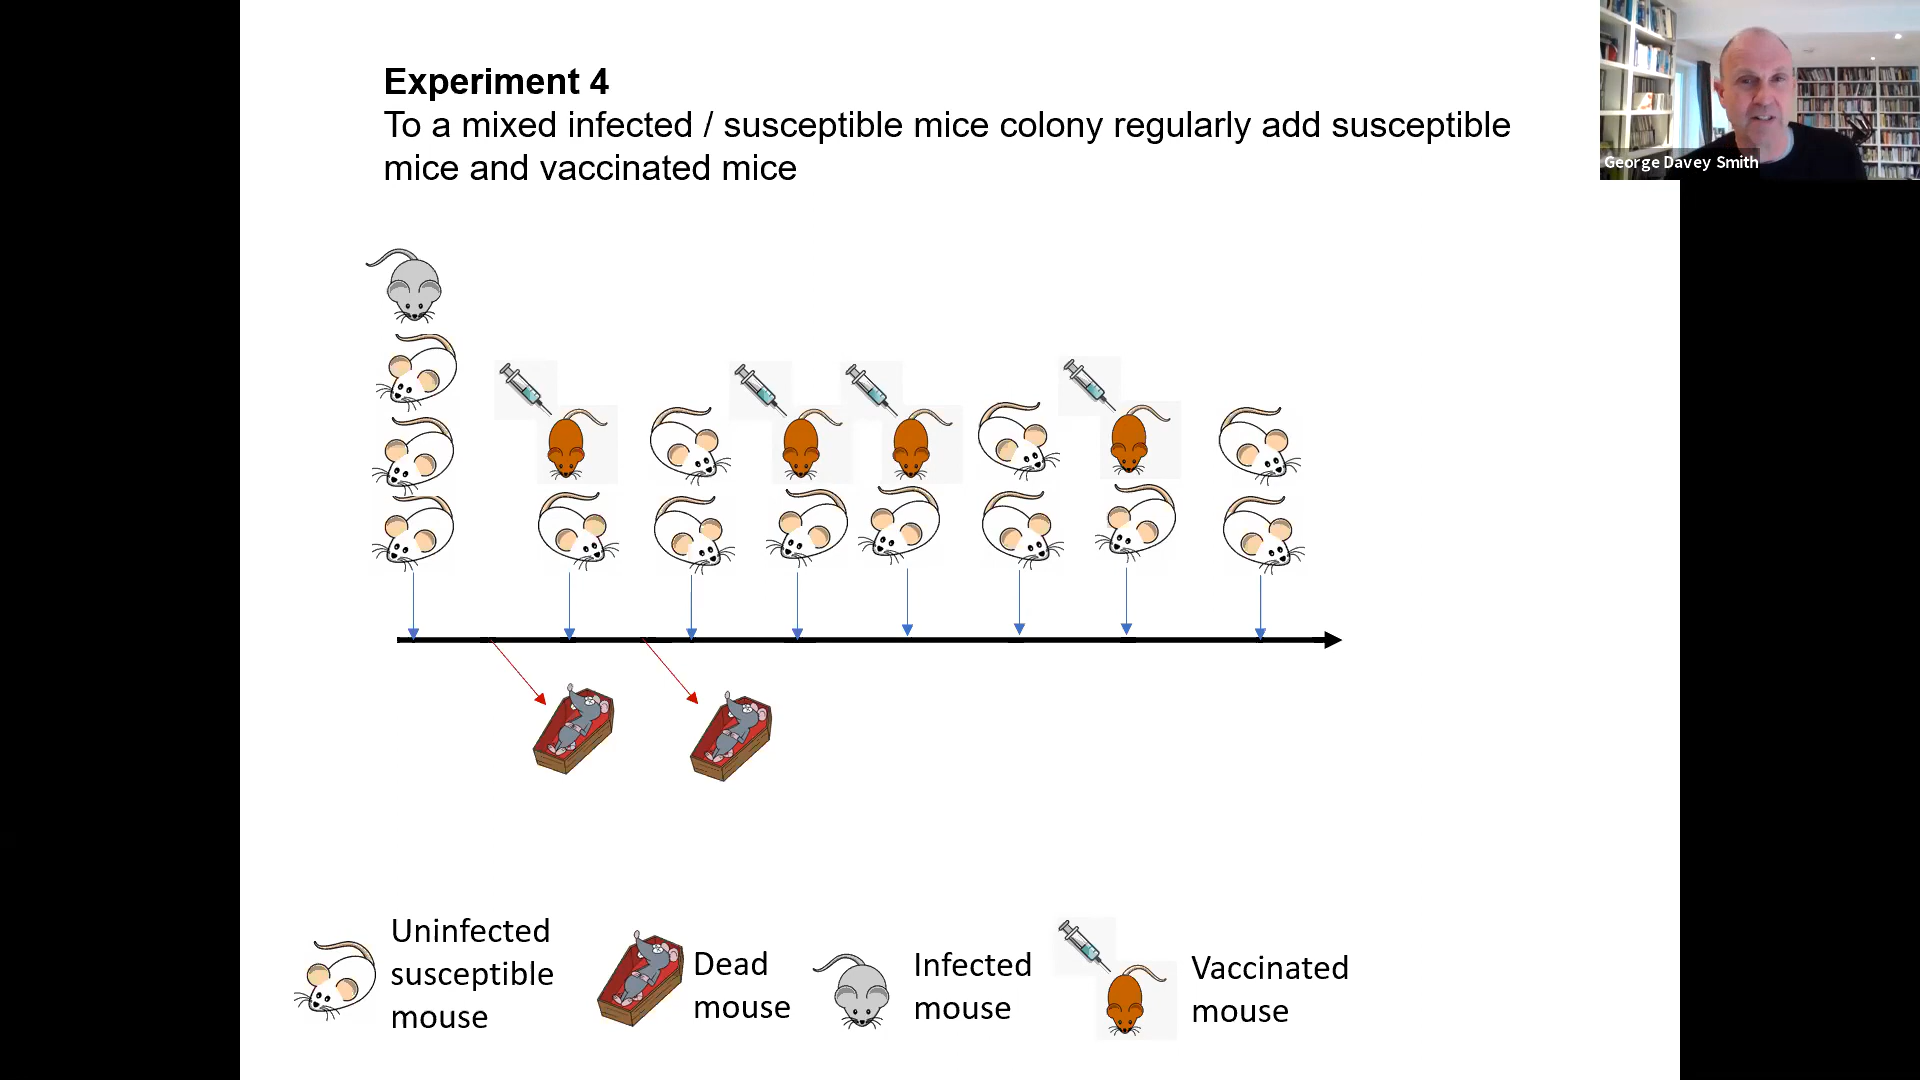 Experiment 4
To a mixed infected / susceptible mice colony regularly add susceptible
mice and vaccinated mice
George Davey Smith
Uninfected
susceptible
mouse
Dead
mouse
Infected
mouse
Vaccinated
mouse